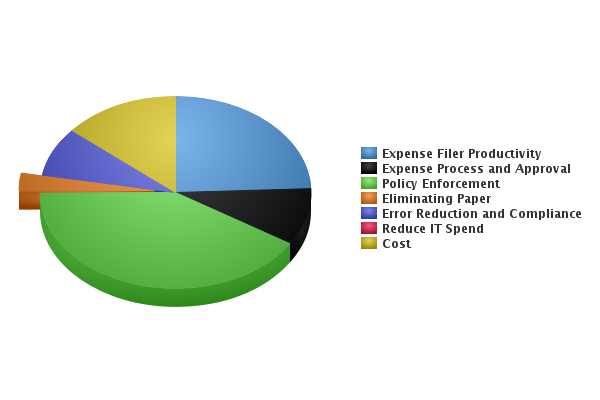 Expense Filer Productivity
Expense Process and Approval
Policy Enforcement
Eliminating Paper
Error Reduction and Compliance
Reduce IT Spend
Cost